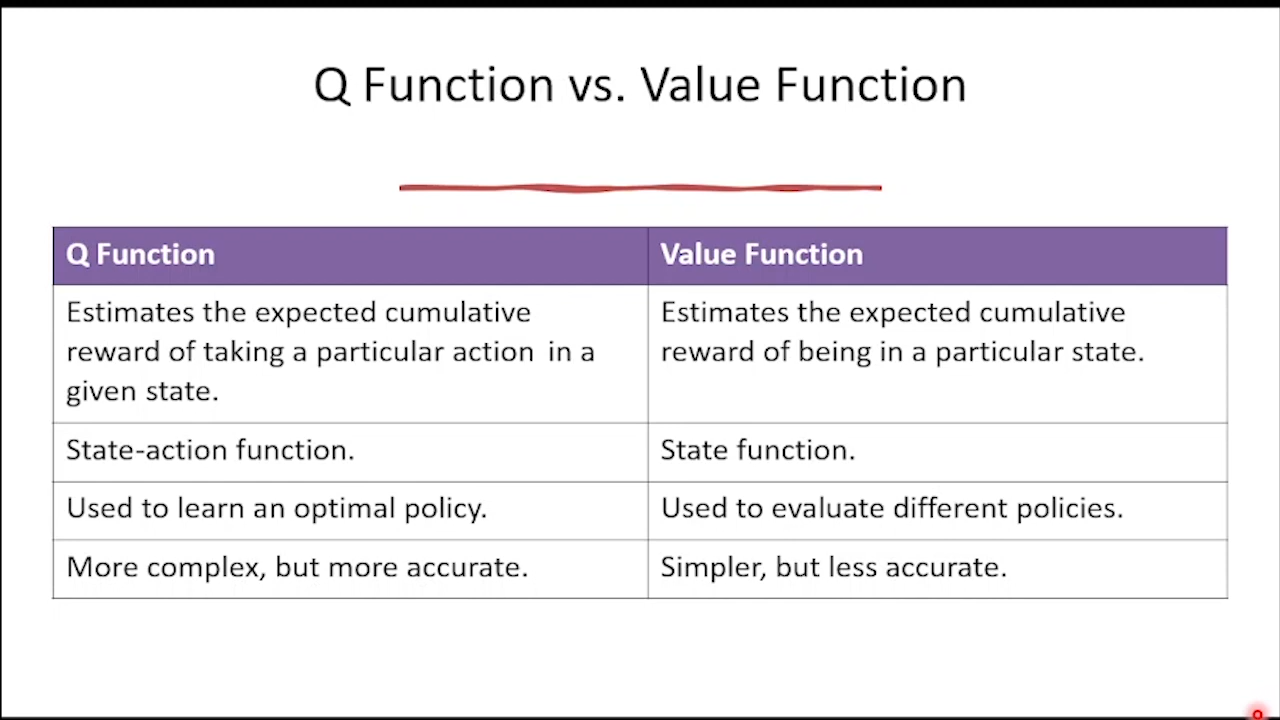 Q Function vs. Value Function
Q Function
Value Function
Estimates the expected cumulative
reward of taking a particular action in a
given state.
Estimates the expected cumulative
reward of being in a particular state.
State-action function.
State function.
Used to learn an optimal policy.
Used to evaluate different policies.
More complex, but more accurate.
Simpler, but less accurate.